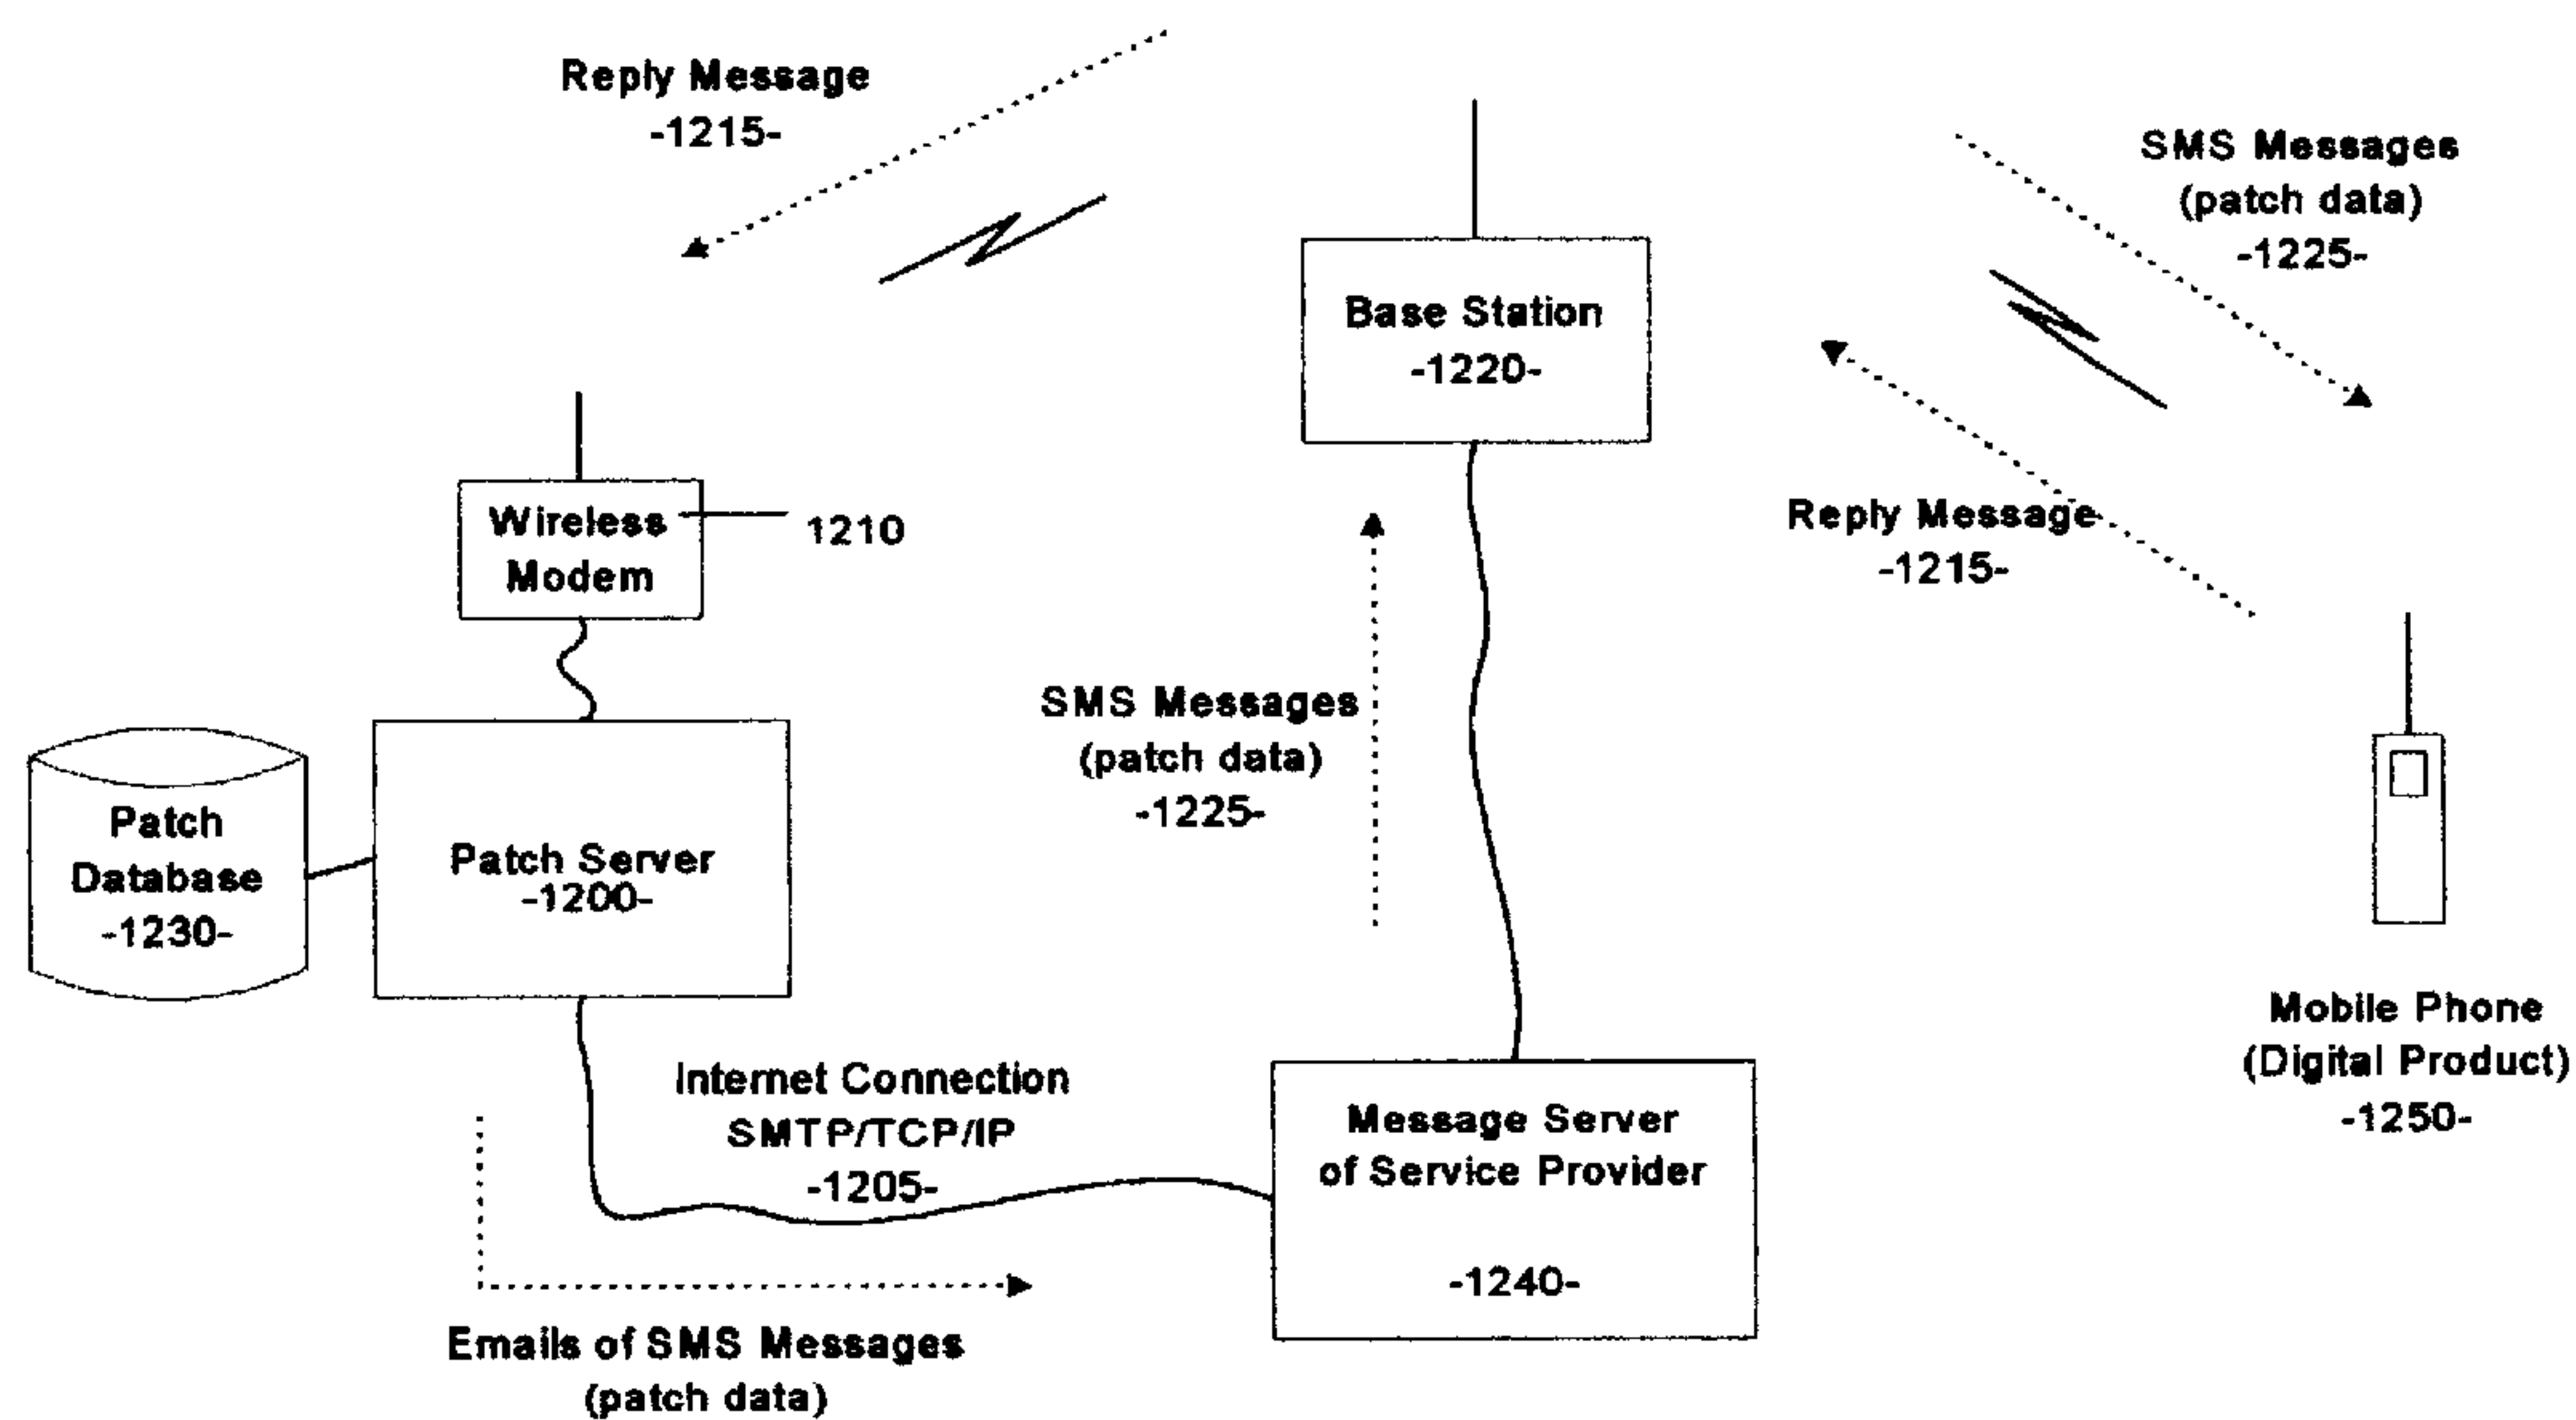 Reply Message
-1215-
SMS Messages
(patch data)
-1225-
Base Station
-1220-
Wireless
Modem
1210
Reply Message
-1215-
SMS Messages
(patch data)
-1225-
Patch
Database
-1230-
Patch Server
-1200-
Mobile Phone
(Digital Product)
-1250-
Internet Connection
SMTP/TCP/IP
-1205-
Message Server
of Service Provider
-1240-
Emails of SMS Messages
(patch data)